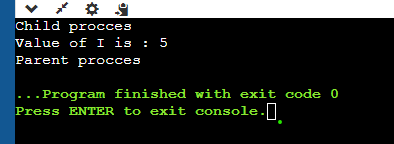 Child procces
Value of I is : 5
Parent procces
...Program finished with exit code 0
Press ENTER to exit console.